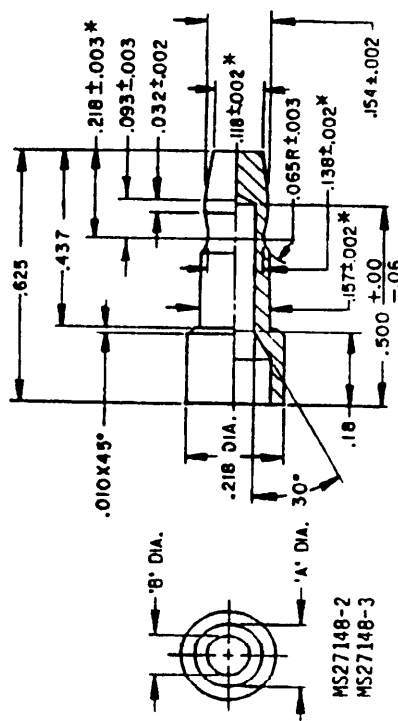 .625
.437
.010X45°
.218±.003*
.093±.003
.032±.002
.118±.002*
.154±.002
.065R±.003
.138±.002*
.157±.002*
.500 +.00
-.06
.18
.218 DIA.
30°
'B' DIA.
'A' DIA.
MS27148-2
MS27148-3